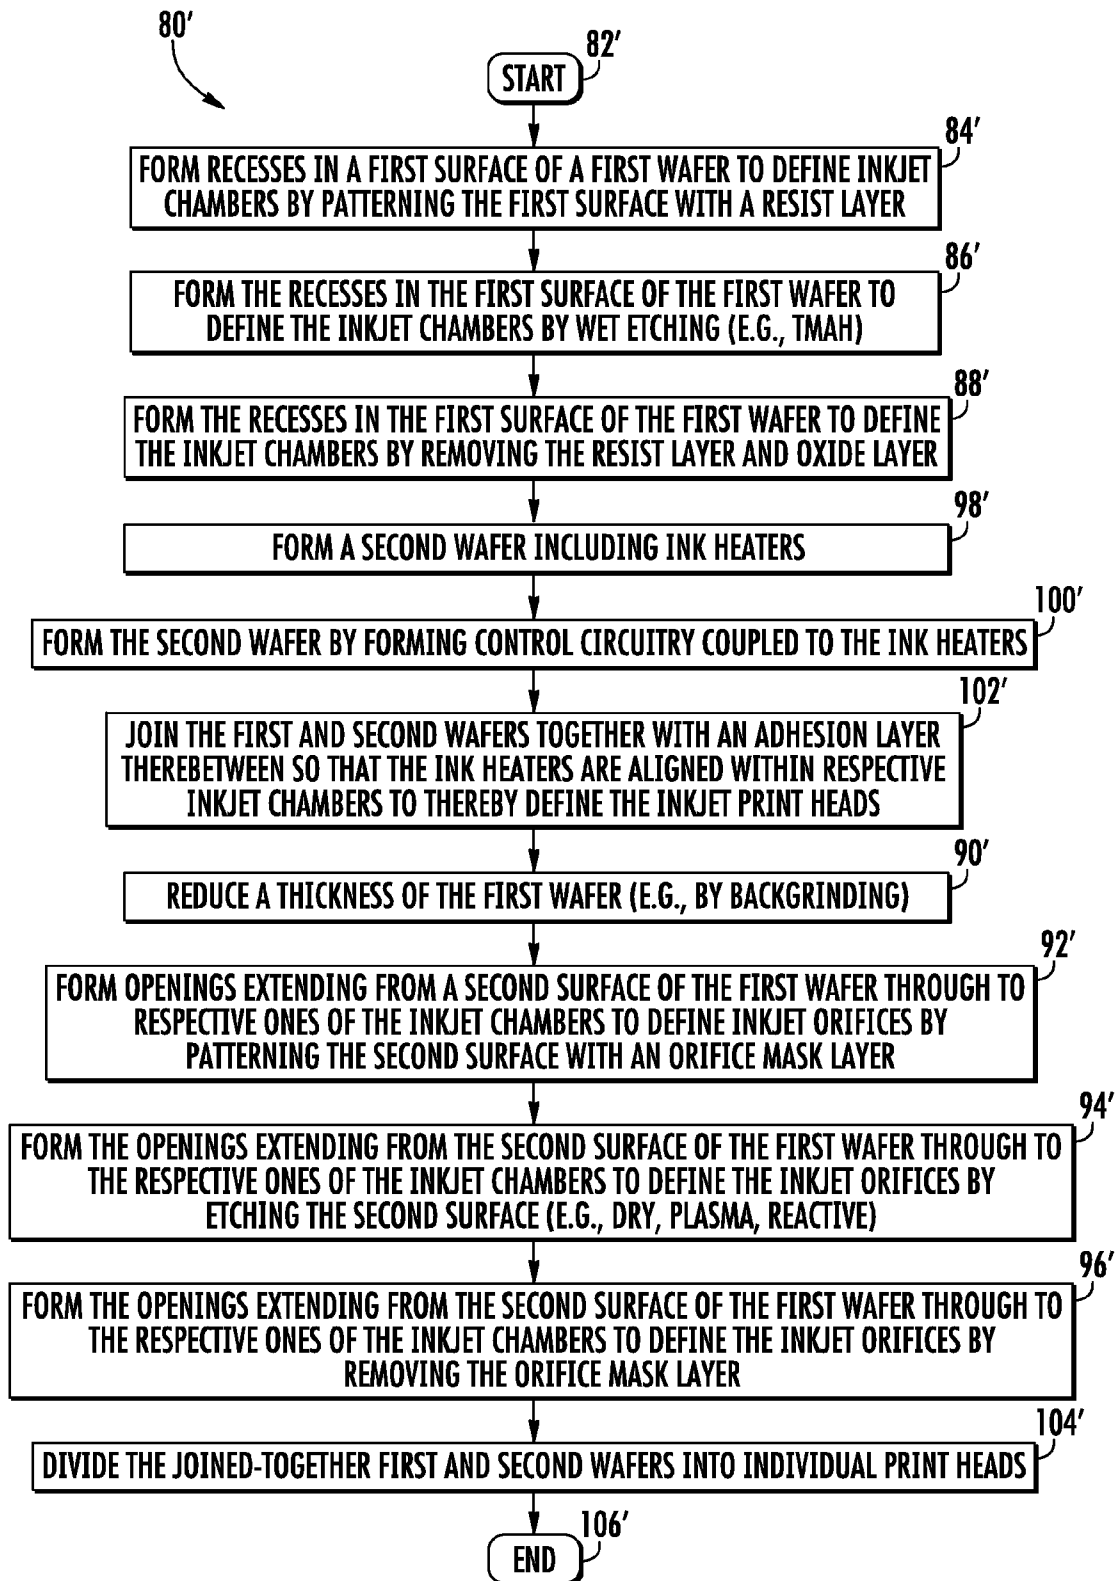 80'
82'
START
84'
FORM RECESSES IN A FIRST SURFACE OF A FIRST WAFER TO DEFINE INKJET
CHAMBERS BY PATTERNING THE FIRST SURFACE WITH A RESIST LAYER
86'
FORM THE RECESSES IN THE FIRST SURFACE OF THE FIRST WAFER TO
DEFINE THE INKJET CHAMBERS BY WET ETCHING (E.G., TMAH)
88'
FORM THE RECESSES IN THE FIRST SURFACE OF THE FIRST WAFER TO DEFINE
THE INKJET CHAMBERS BY REMOVING THE RESIST LAYER AND OXIDE LAYER
98'
FORM A SECOND WAFER INCLUDING INK HEATERS
100'
FORM THE SECOND WAFER BY FORMING CONTROL CIRCUITRY COUPLED TO THE INK HEATERS
102'
JOIN THE FIRST AND SECOND WAFERS TOGETHER WITH AN ADHESION LAYER
THEREBETWEEN SO THAT THE INK HEATERS ARE ALIGNED WITHIN RESPECTIVE
INKJET CHAMBERS TO THEREBY DEFINE THE INKJET PRINT HEADS
90'
REDUCE A THICKNESS OF THE FIRST WAFER (E.G., BY BACKGRINDING)
92'
FORM OPENINGS EXTENDING FROM A SECOND SURFACE OF THE FIRST WAFER THROUGH TO
RESPECTIVE ONES OF THE INKJET CHAMBERS TO DEFINE INKJET ORIFICES BY
PATTERNING THE SECOND SURFACE WITH AN ORIFICE MASK LAYER
94'
FORM THE OPENINGS EXTENDING FROM THE SECOND SURFACE OF THE FIRST WAFER THROUGH TO
THE RESPECTIVE ONES OF THE INKJET CHAMBERS TO DEFINE THE INKJET ORIFICES BY
ETCHING THE SECOND SURFACE (E.G., DRY, PLASMA, REACTIVE)
96'
FORM THE OPENINGS EXTENDING FROM THE SECOND SURFACE OF THE FIRST WAFER THROUGH TO
THE RESPECTIVE ONES OF THE INKJET CHAMBERS TO DEFINE THE INKJET ORIFICES BY
REMOVING THE ORIFICE MASK LAYER
104'
DIVIDE THE JOINED-TOGETHER FIRST AND SECOND WAFERS INTO INDIVIDUAL PRINT HEADS
106'
END